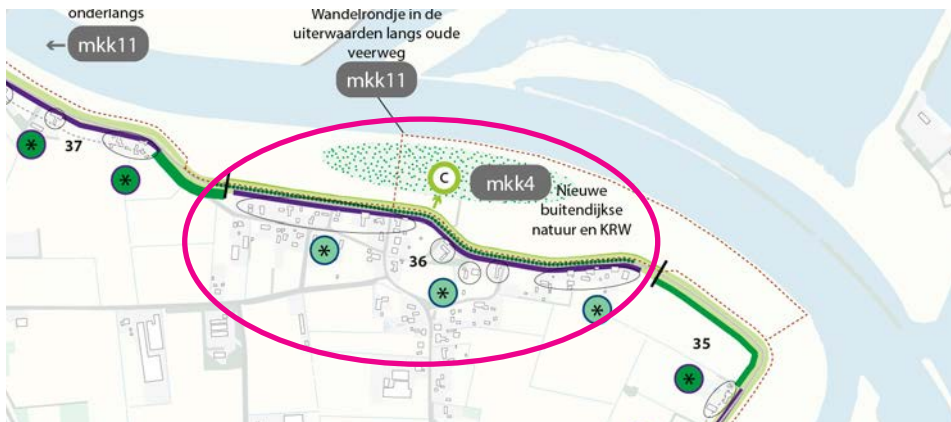 onderlangs
← mkk11
Wandelrondje in de
uiterwaarden langs oude
veerweg
mkk11
37
*
*
C
mkk4
Nieuwe
buitendijkse
natuur en KRW
*
36
*
*
35
*